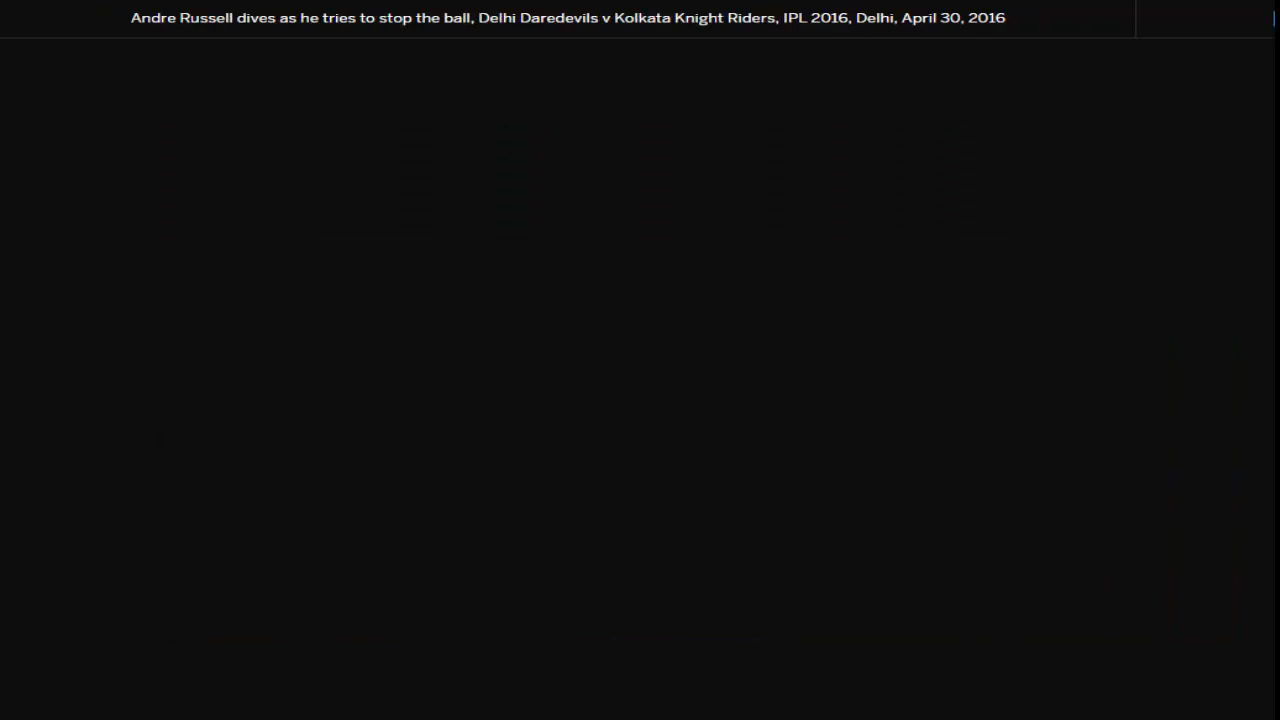 Andre Russell dives as he tries to stop the ball, Delhi Daredevils v Kolkata Knight Riders, IPL 2016, Delhi, April 30, 2016